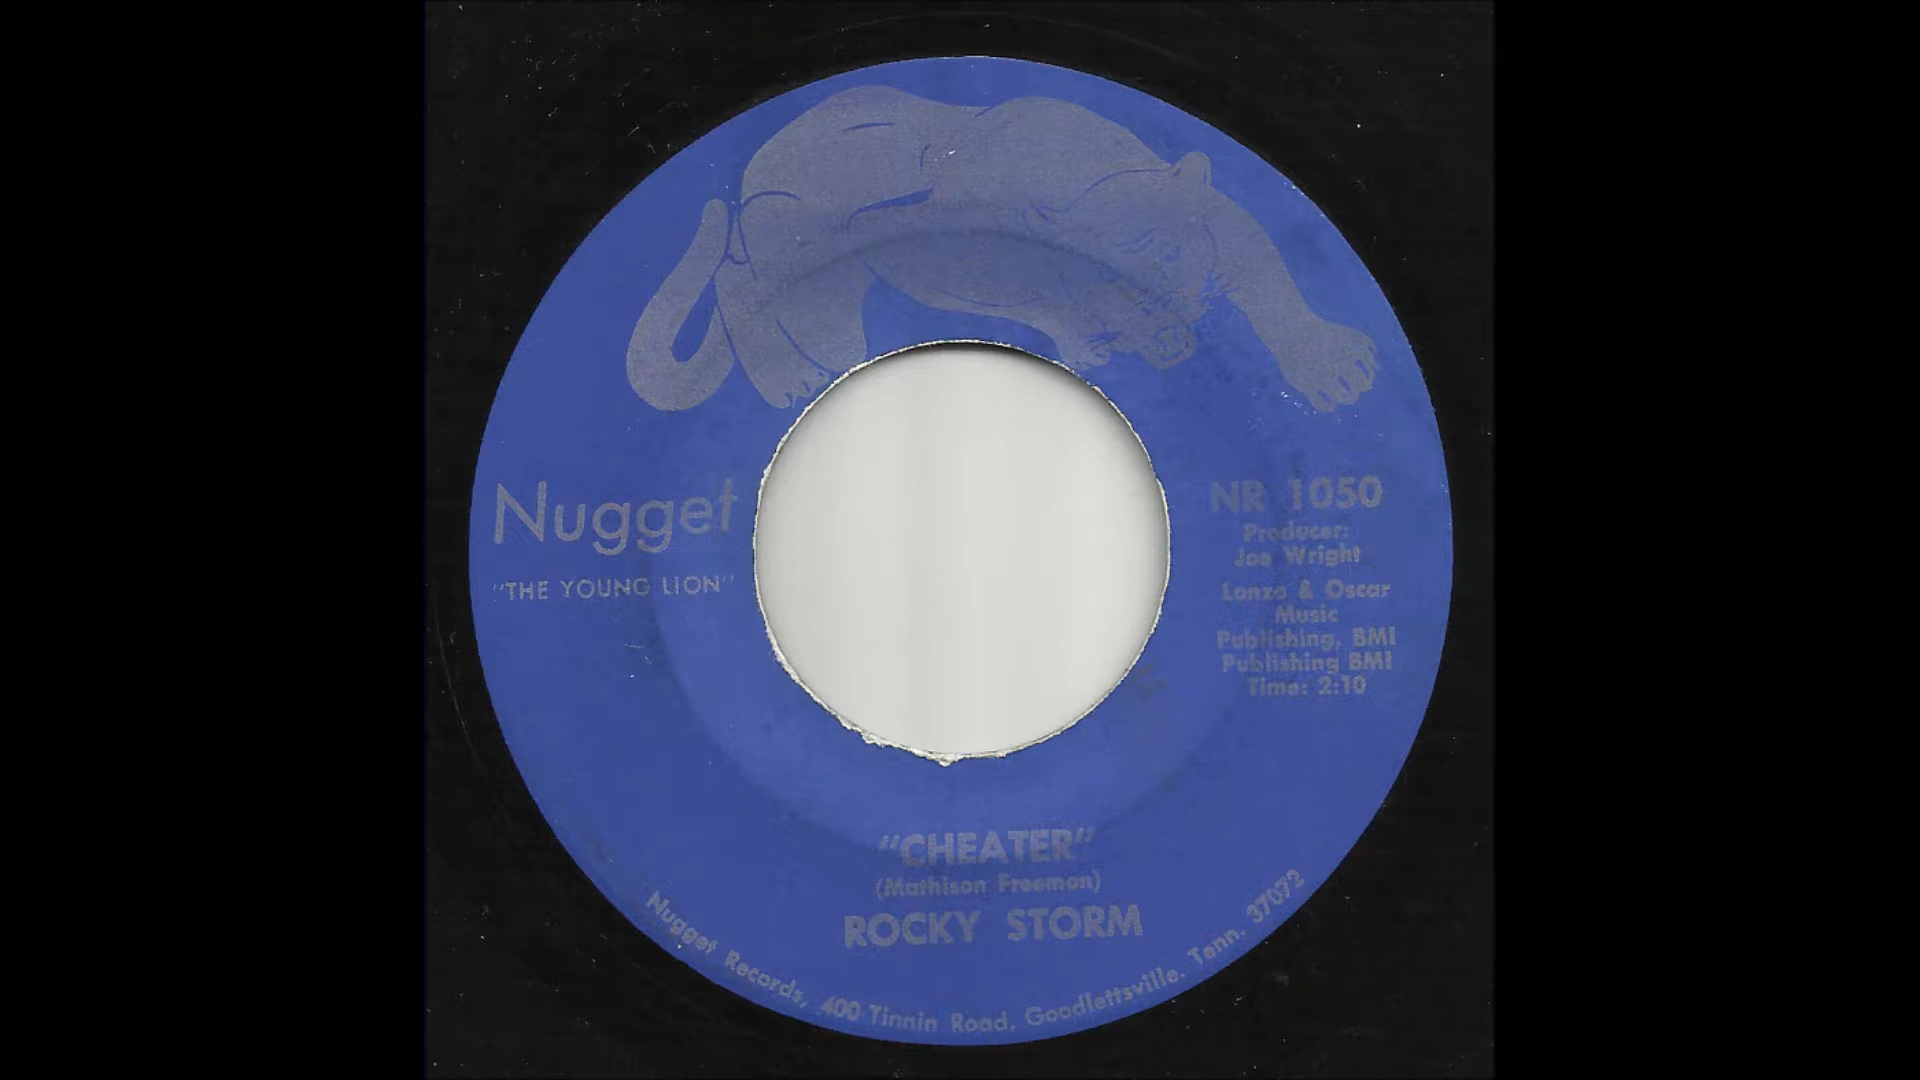 Nugget
"THE YOUNG LION"
NR 1050
Producer:
Joe Wright
Lonzo & Oscar
Music
Publishing, BMI
Publishing BMI
Time: 2:10
"CHEATER"
(Mathison Freemon)
ROCKY STORM
Nugget Records, 400 Tinnin Road, Goodlettsville, Tenn. 37072